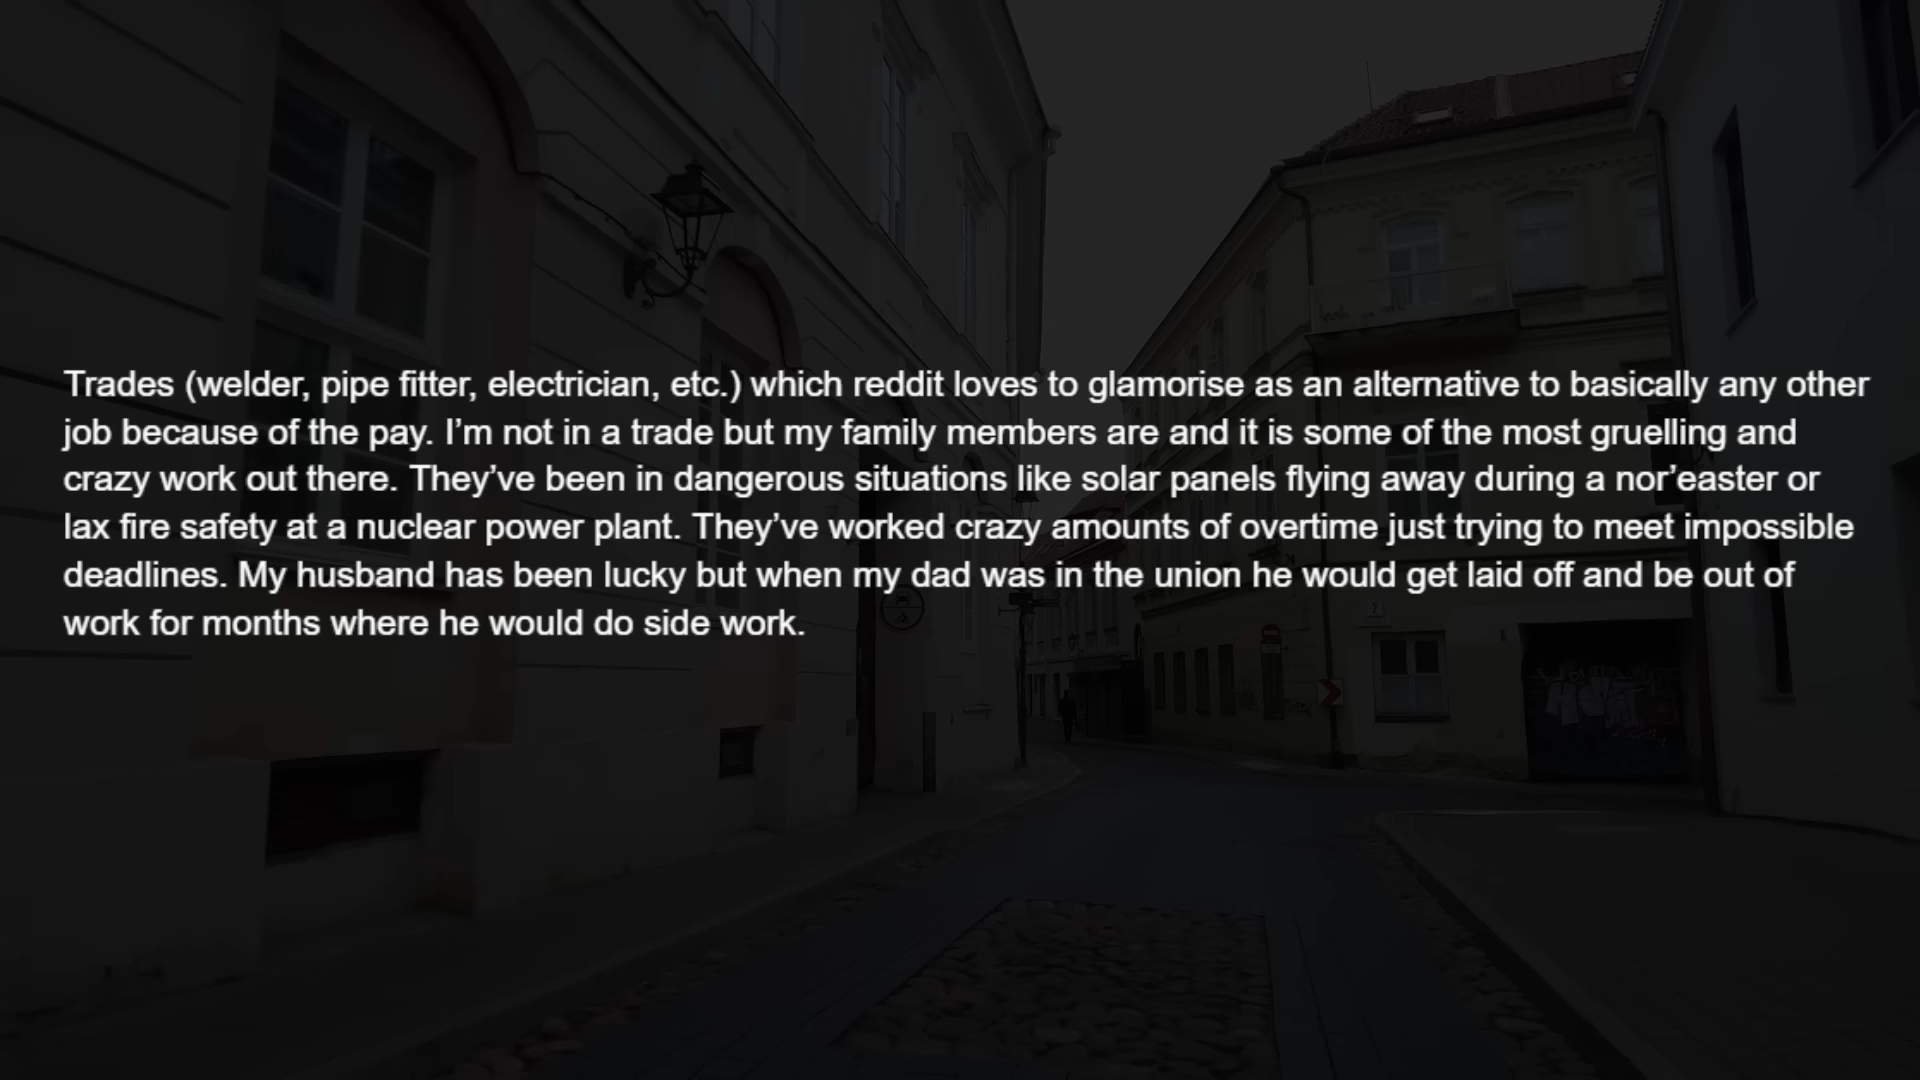 Trades (welder, pipe fitter, electrician, etc.) which reddit loves to glamorise as an alternative to basically any other
job because of the pay. I’m not in a trade but my family members are and it is some of the most gruelling and
crazy work out there. They’ve been in dangerous situations like solar panels flying away during a nor’easter or
lax fire safety at a nuclear power plant. They’ve worked crazy amounts of overtime just trying to meet impossible
deadlines. My husband has been lucky but when my dad was in the union he would get laid off and be out of
work for months where he would do side work.